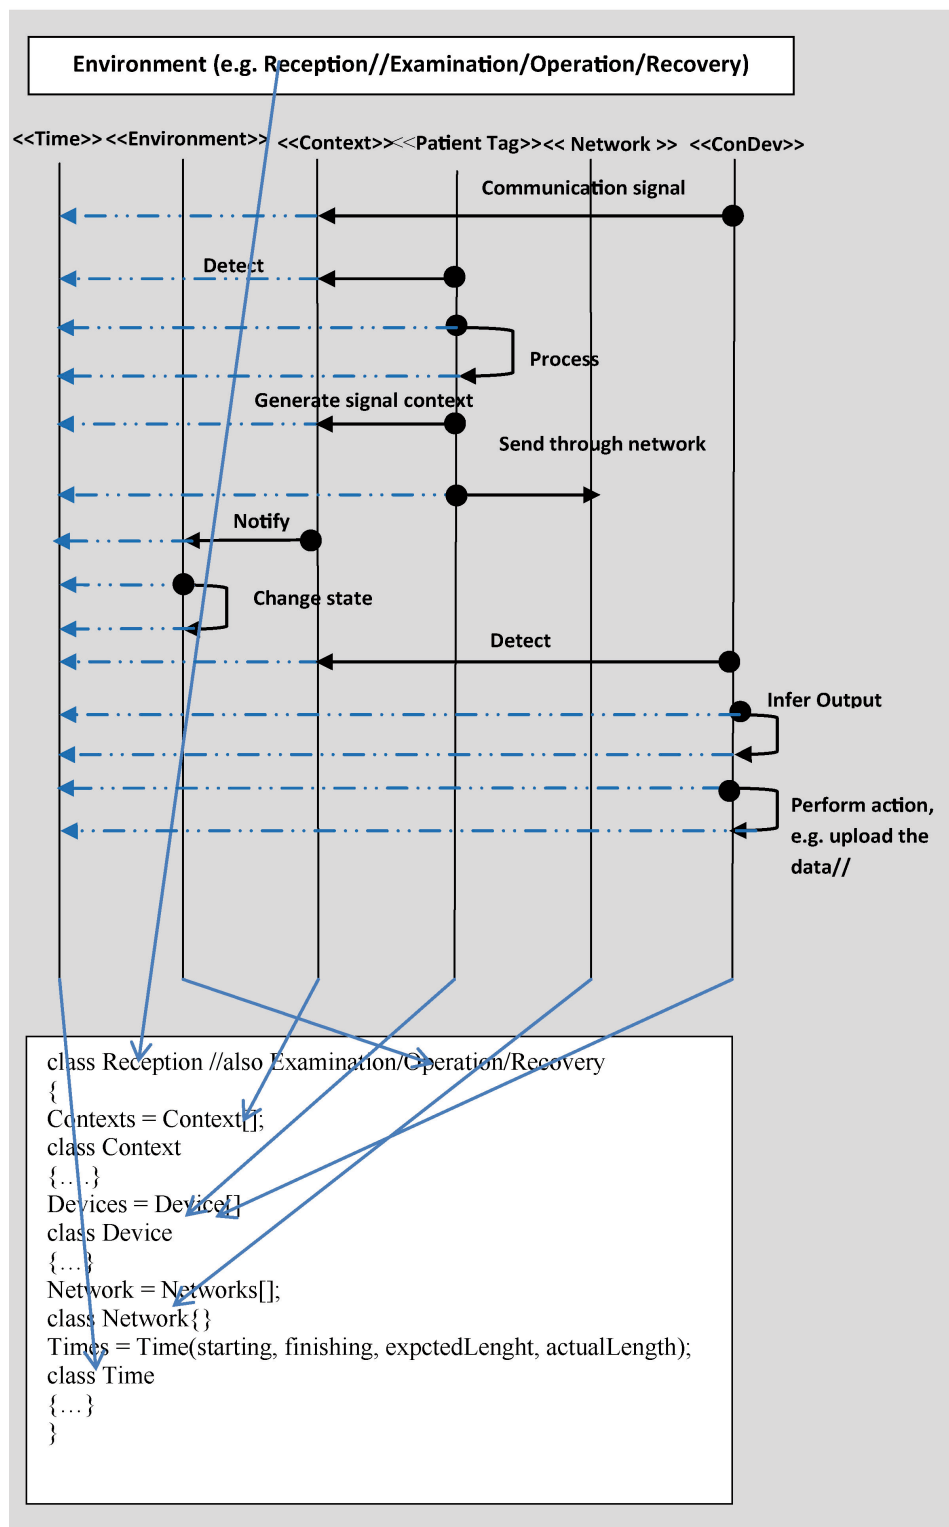 Environment (e.g. Reception//Examination/Operation/Recovery)
<<Time>> <<Environment>> <<Context>> <<Patient Tag>> << Network >> <<ConDev>>
Communication signal
Detect
Process
Generate signal context
Send through network
Notify
Change state
Detect
Infer Output
Perform action,
e.g. upload the
data//
class Reception //also Examination/Operation/Recovery
{
Contexts = Context[];
class Context
{….}
Devices = Device[]
class Device
{…}
Network = Networks[];
class Network{}
Times = Time(starting, finishing, expctedLenght, actualLength);
class Time
{…}
}